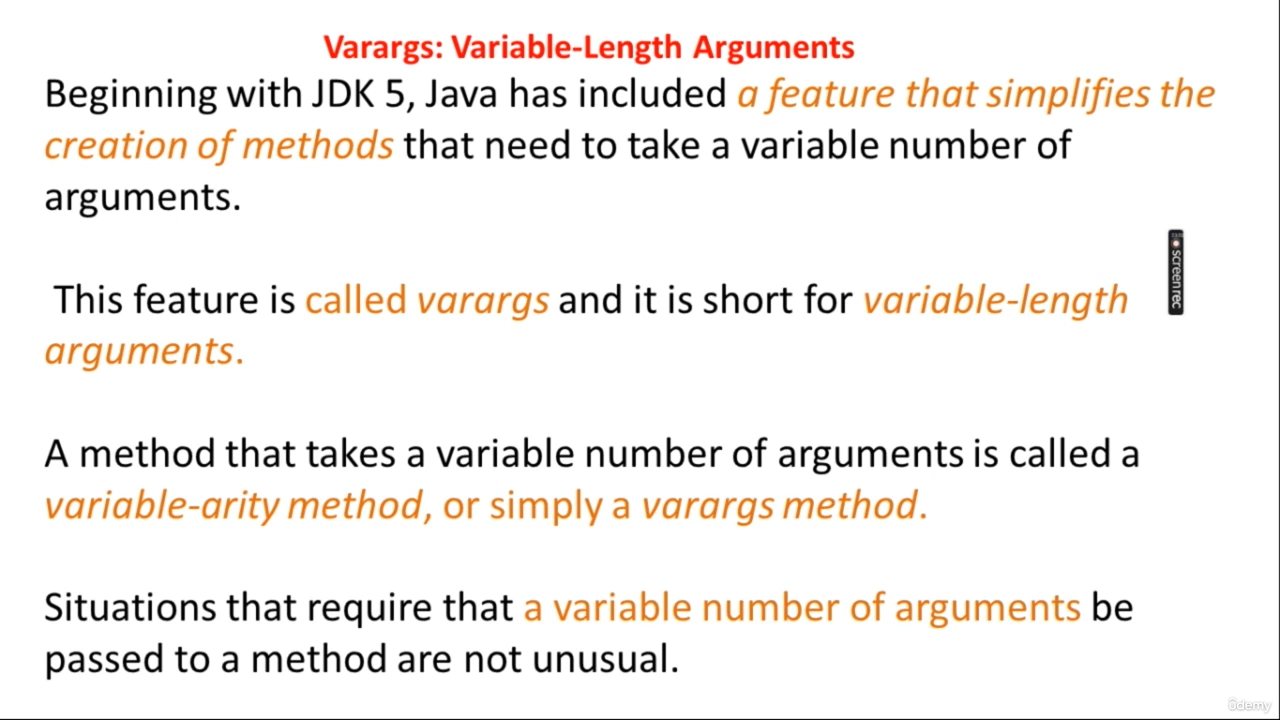 Varargs: Variable-Length Arguments
Beginning with JDK 5, Java has included a feature that simplifies the
creation of methods that need to take a variable number of
arguments.
This feature is called varargs and it is short for variable-length
arguments.
A method that takes a variable number of arguments is called a
variable-arity method, or simply a varargs method.
Situations that require that a variable number of arguments be
passed to a method are not unusual.
screenrec
ûdemy